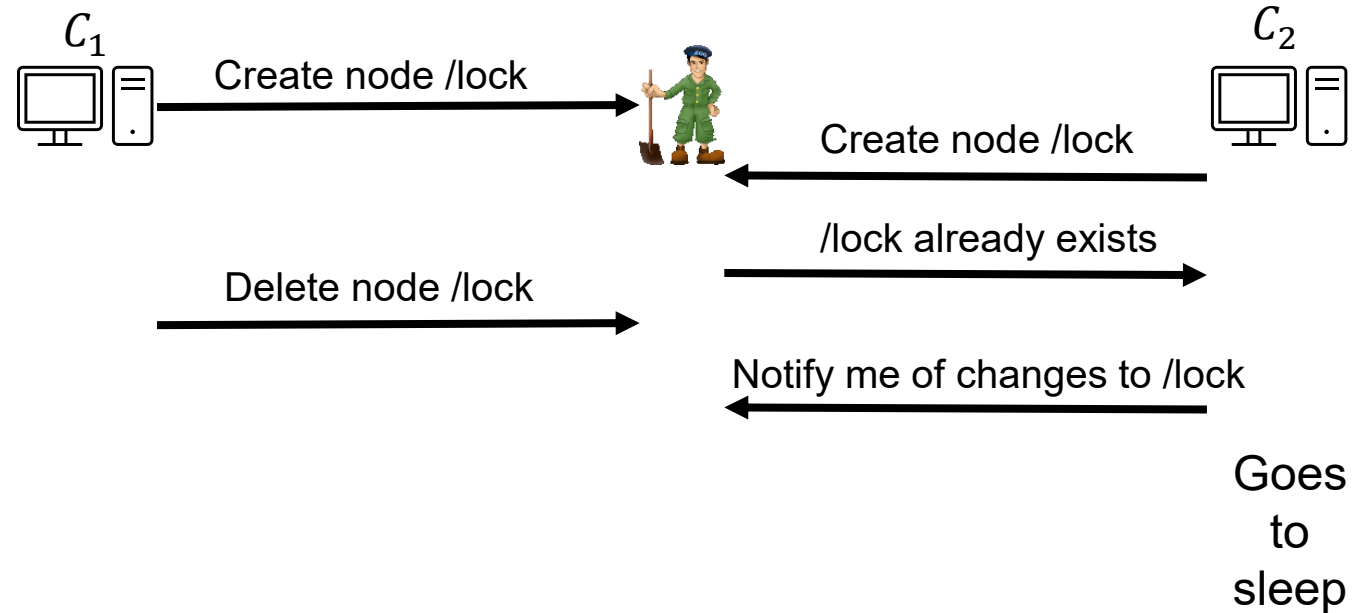 C₁
C₂
Create node /lock
Create node /lock
/lock already exists
Delete node /lock
Notify me of changes to /lock
Goes
to
sleep